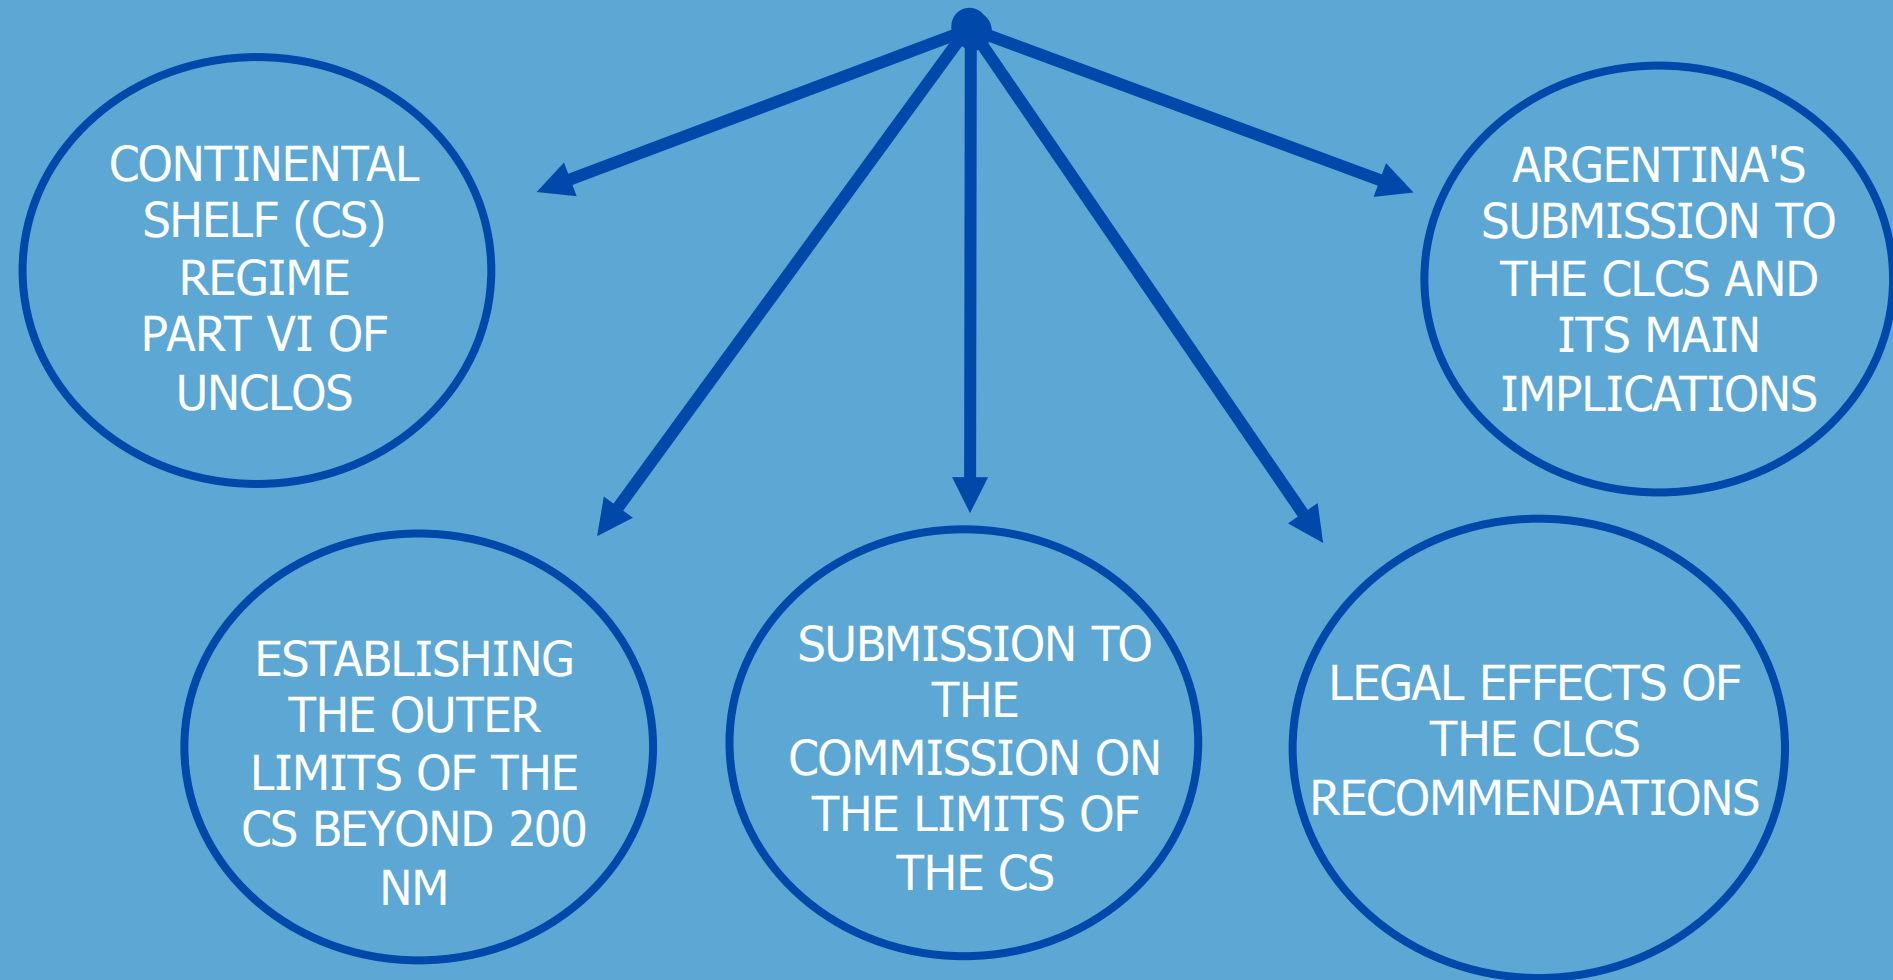 CONTINENTAL
SHELF (CS)
REGIME
PART VI OF
UNCLOS
ESTABLISHING
THE OUTER
LIMITS OF THE
CS BEYOND 200
NM
SUBMISSION TO
THE
COMMISSION ON
THE LIMITS OF
THE CS
LEGAL EFFECTS OF
THE CLCS
RECOMMENDATIONS
ARGENTINA'S
SUBMISSION TO
THE CLCS AND
ITS MAIN
IMPLICATIONS